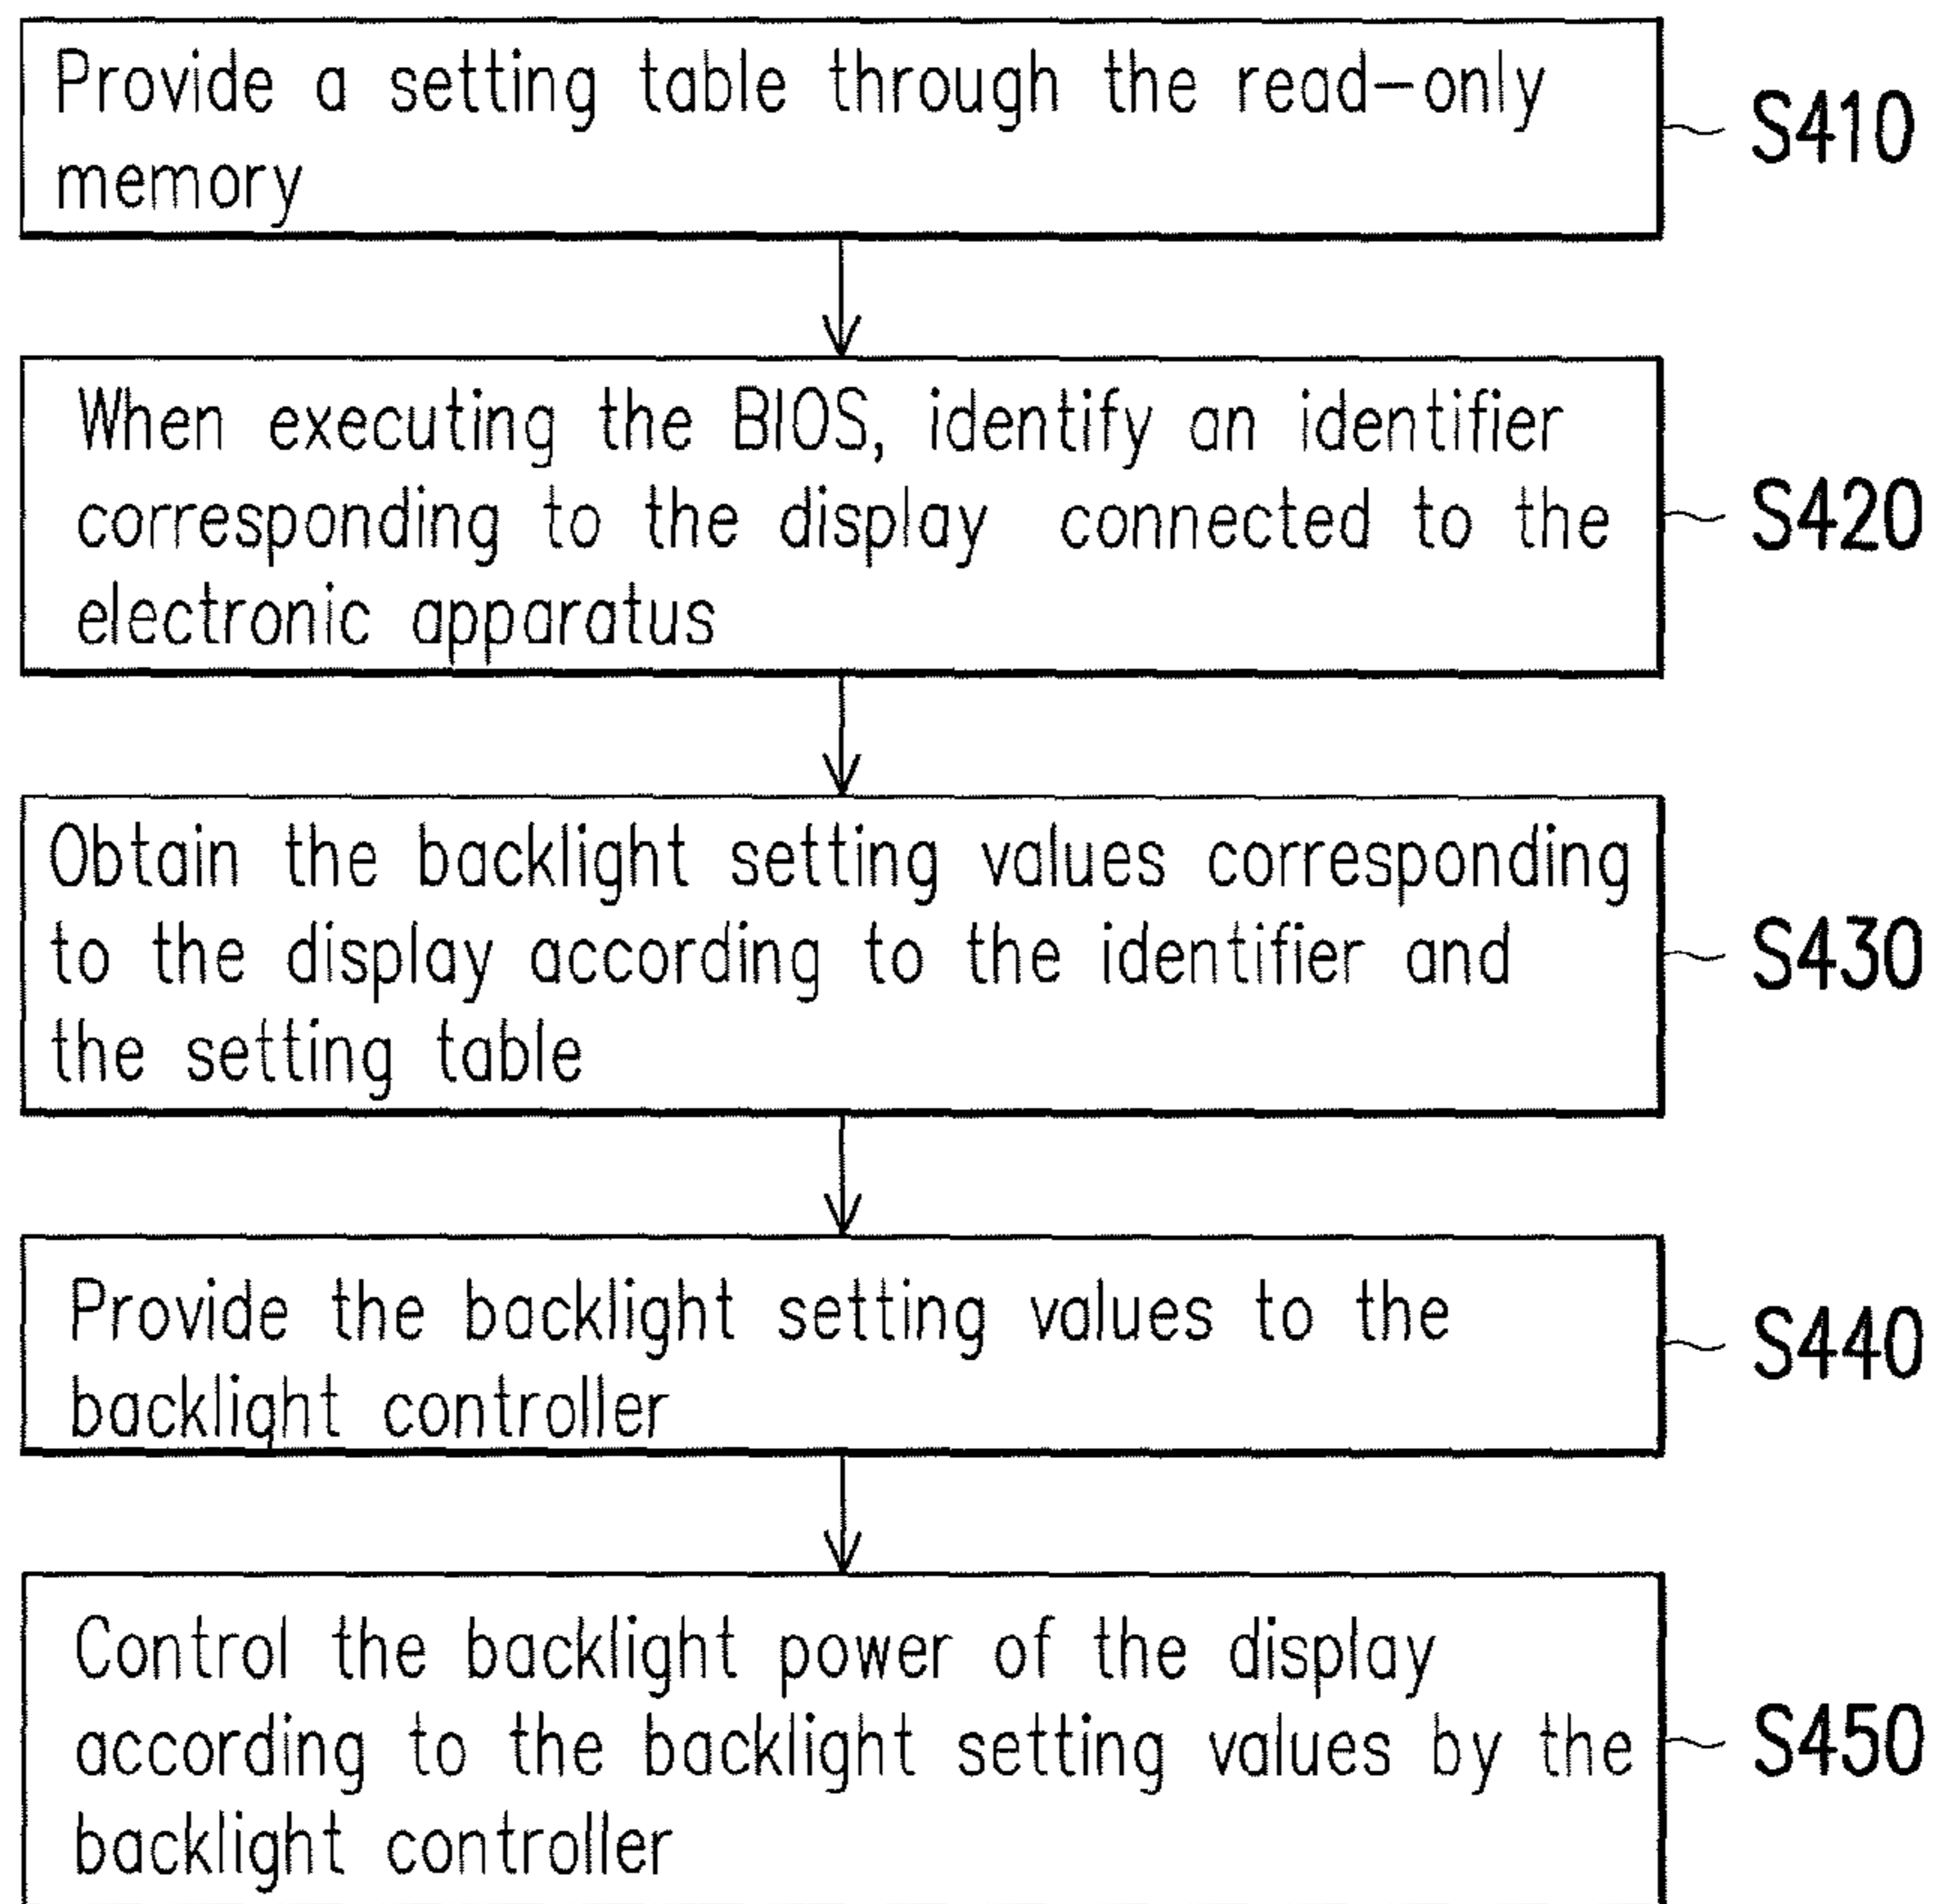 Provide a setting table through the read-only
memory
S410
When executing the BIOS, identify an identifier
corresponding to the display connected to the
electronic apparatus
S420
Obtain the backlight setting values corresponding
to the display according to the identifier and
the setting table
S430
Provide the backlight setting values to the
backlight controller
S440
Control the backlight power of the display
according to the backlight setting values by the
backlight controller
S450